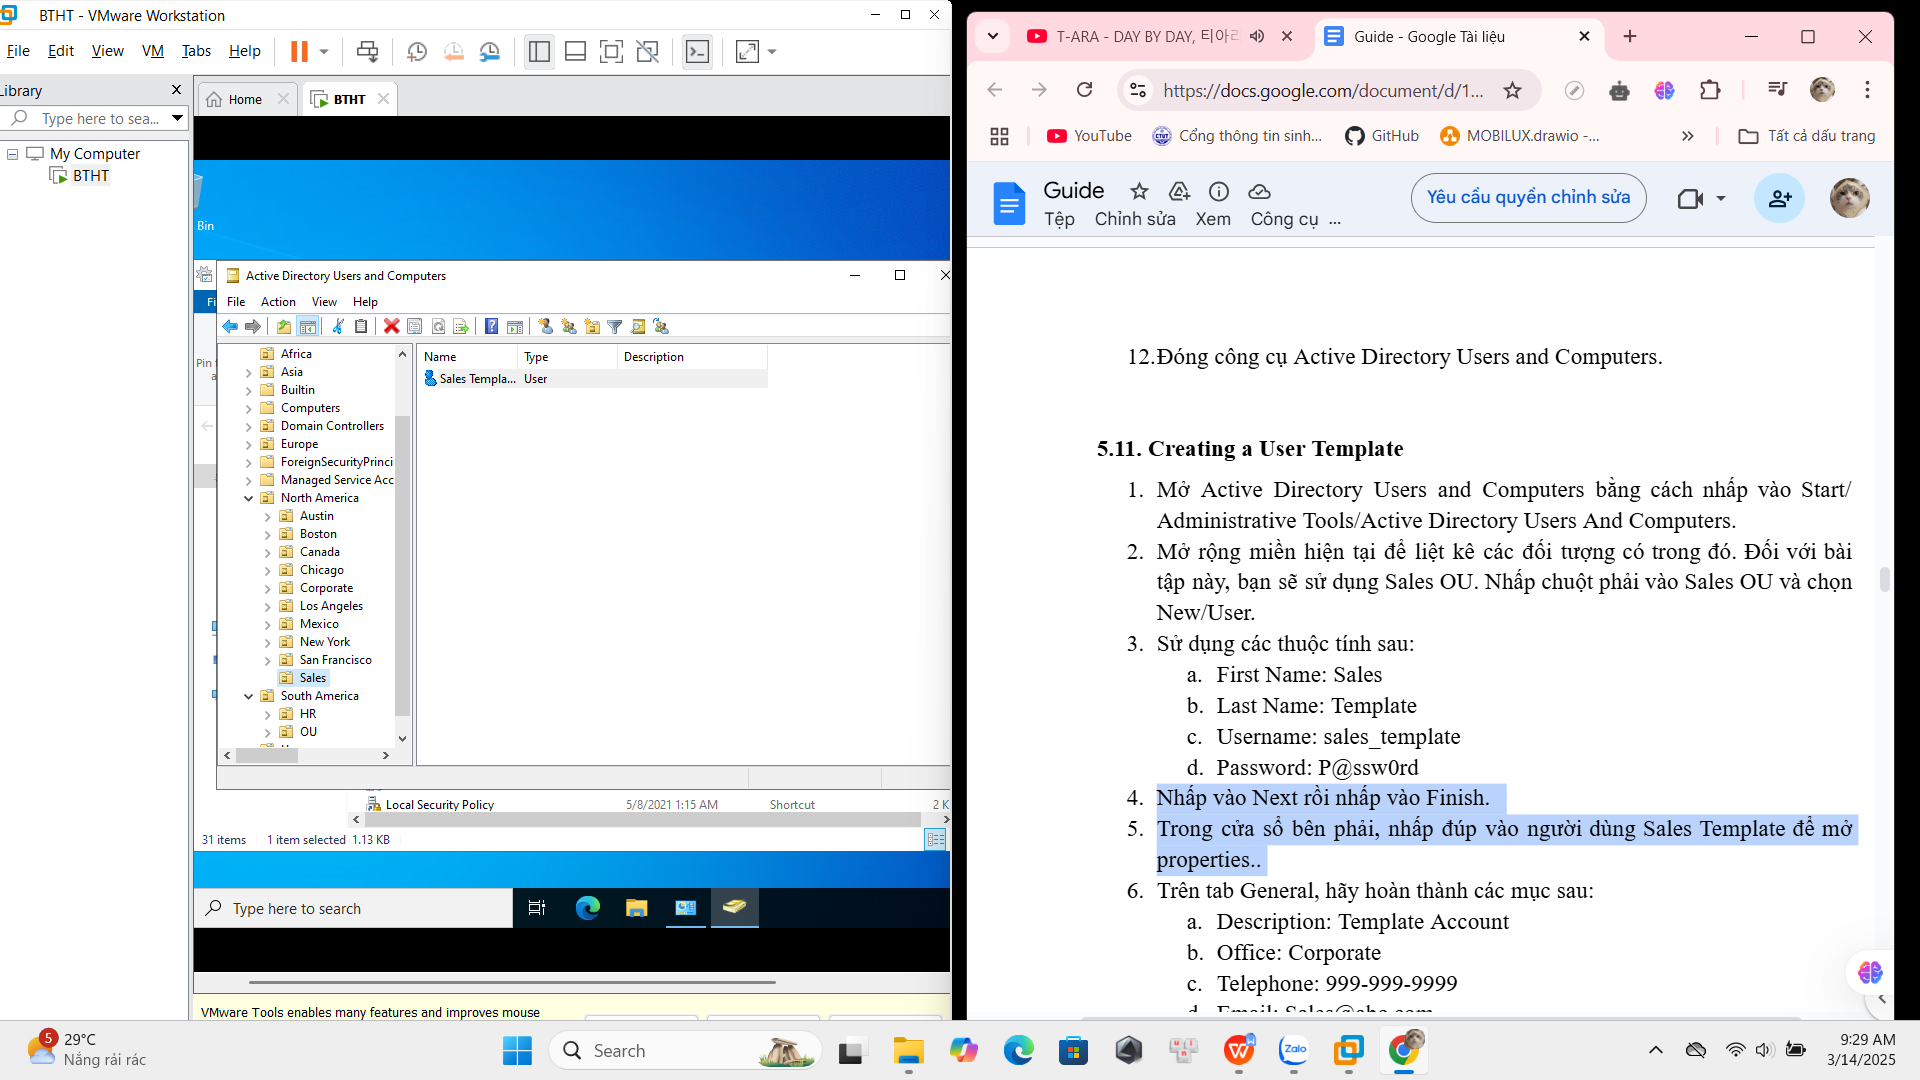 BTHT - VMware Workstation
File Edit View VM Tabs Help
Library
Type here to sea...
My Computer
BTHT
Home
BTHT
Bin
Active Directory Users and Computers
File Action View Help
Name Type Description
Sales Templa... User
Africa
Asia
Builtin
Computers
Domain Controllers
Europe
ForeignSecurityPrinci
Managed Service Acc
North America
Austin
Boston
Canada
Chicago
Corporate
Los Angeles
Mexico
New York
San Francisco
Sales
South America
HR
OU
Local Security Policy 5/8/2021 1:15 AM Shortcut 2 K
31 items 1 item selected 1.13 KB
Type here to search
VMware Tools enables many features and improves mouse
T-ARA - DAY BY DAY, 티아라
Guide - Google Tài liệu
https://docs.google.com/document/d/1...
YouTube
Cổng thông tin sinh...
GitHub
MOBILUX.drawio -...
Tất cả dấu trang
Guide
Tệp Chỉnh sửa Xem Công cụ ...
Yêu cầu quyền chỉnh sửa
12.Đóng công cụ Active Directory Users and Computers.
5.11. Creating a User Template
1. Mở Active Directory Users and Computers bằng cách nhấp vào Start/
Administrative Tools/Active Directory Users And Computers.
2. Mở rộng miền hiện tại để liệt kê các đối tượng có trong đó. Đối với bài
tập này, bạn sẽ sử dụng Sales OU. Nhấp chuột phải vào Sales OU và chọn
New/User.
3. Sử dụng các thuộc tính sau:
a. First Name: Sales
b. Last Name: Template
c. Username: sales_template
d. Password: P@ssw0rd
4. Nhấp vào Next rồi nhấp vào Finish.
5. Trong cửa sổ bên phải, nhấp đúp vào người dùng Sales Template để mở
properties..
6. Trên tab General, hãy hoàn thành các mục sau:
a. Description: Template Account
b. Office: Corporate
c. Telephone: 999-999-9999
d. Email: Sales@abc.com
5
29°C
Nắng rải rác
Search
Zalo
9:29 AM
3/14/2025